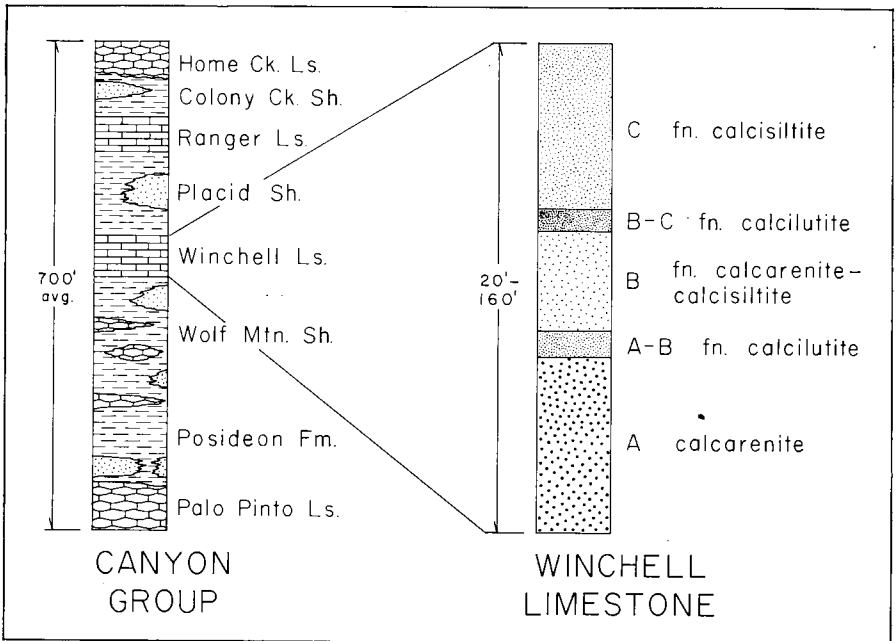 Home Ck. Ls.
Colony Ck. Sh.
Ranger Ls.
Placid Sh.
Winchell Ls.
Wolf Mtn. Sh.
Posideon Fm.
Palo Pinto Ls.
700'
avg.
CANYON
GROUP
20'-
160'
C fn. calcisiltite
B-C fn. calcilutite
B fn. calcarenite-
calcisiltite
A-B fn. calcilutite
A calcarenite
WINCHELL
LIMESTONE